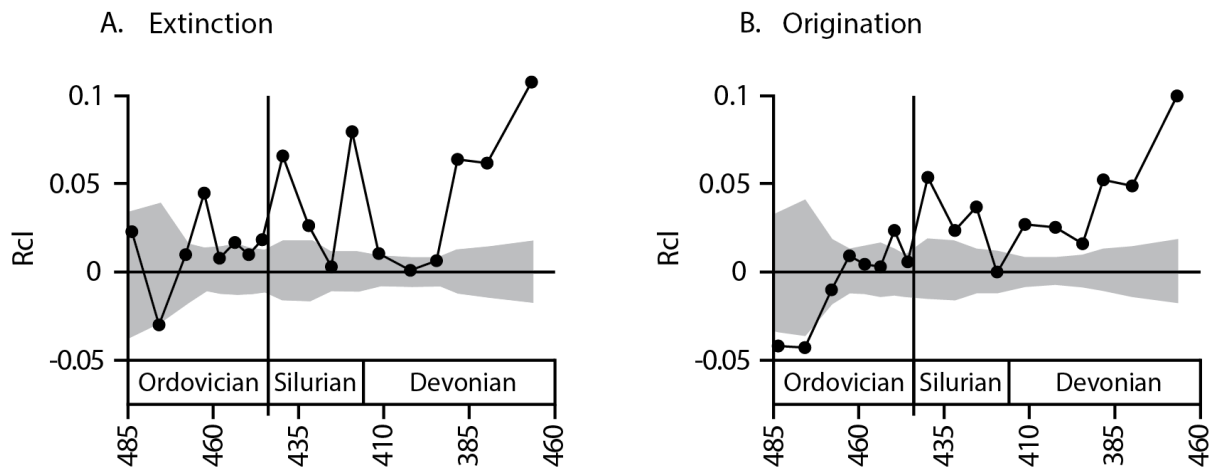 A. Extinction
Rcl
0.1
0.05
0
-0.05
Ordovician Silurian Devonian
485 460 435 410 385 460
B. Origination
Rcl
0.1
0.05
0
-0.05
Ordovician Silurian Devonian
485 460 435 410 385 460